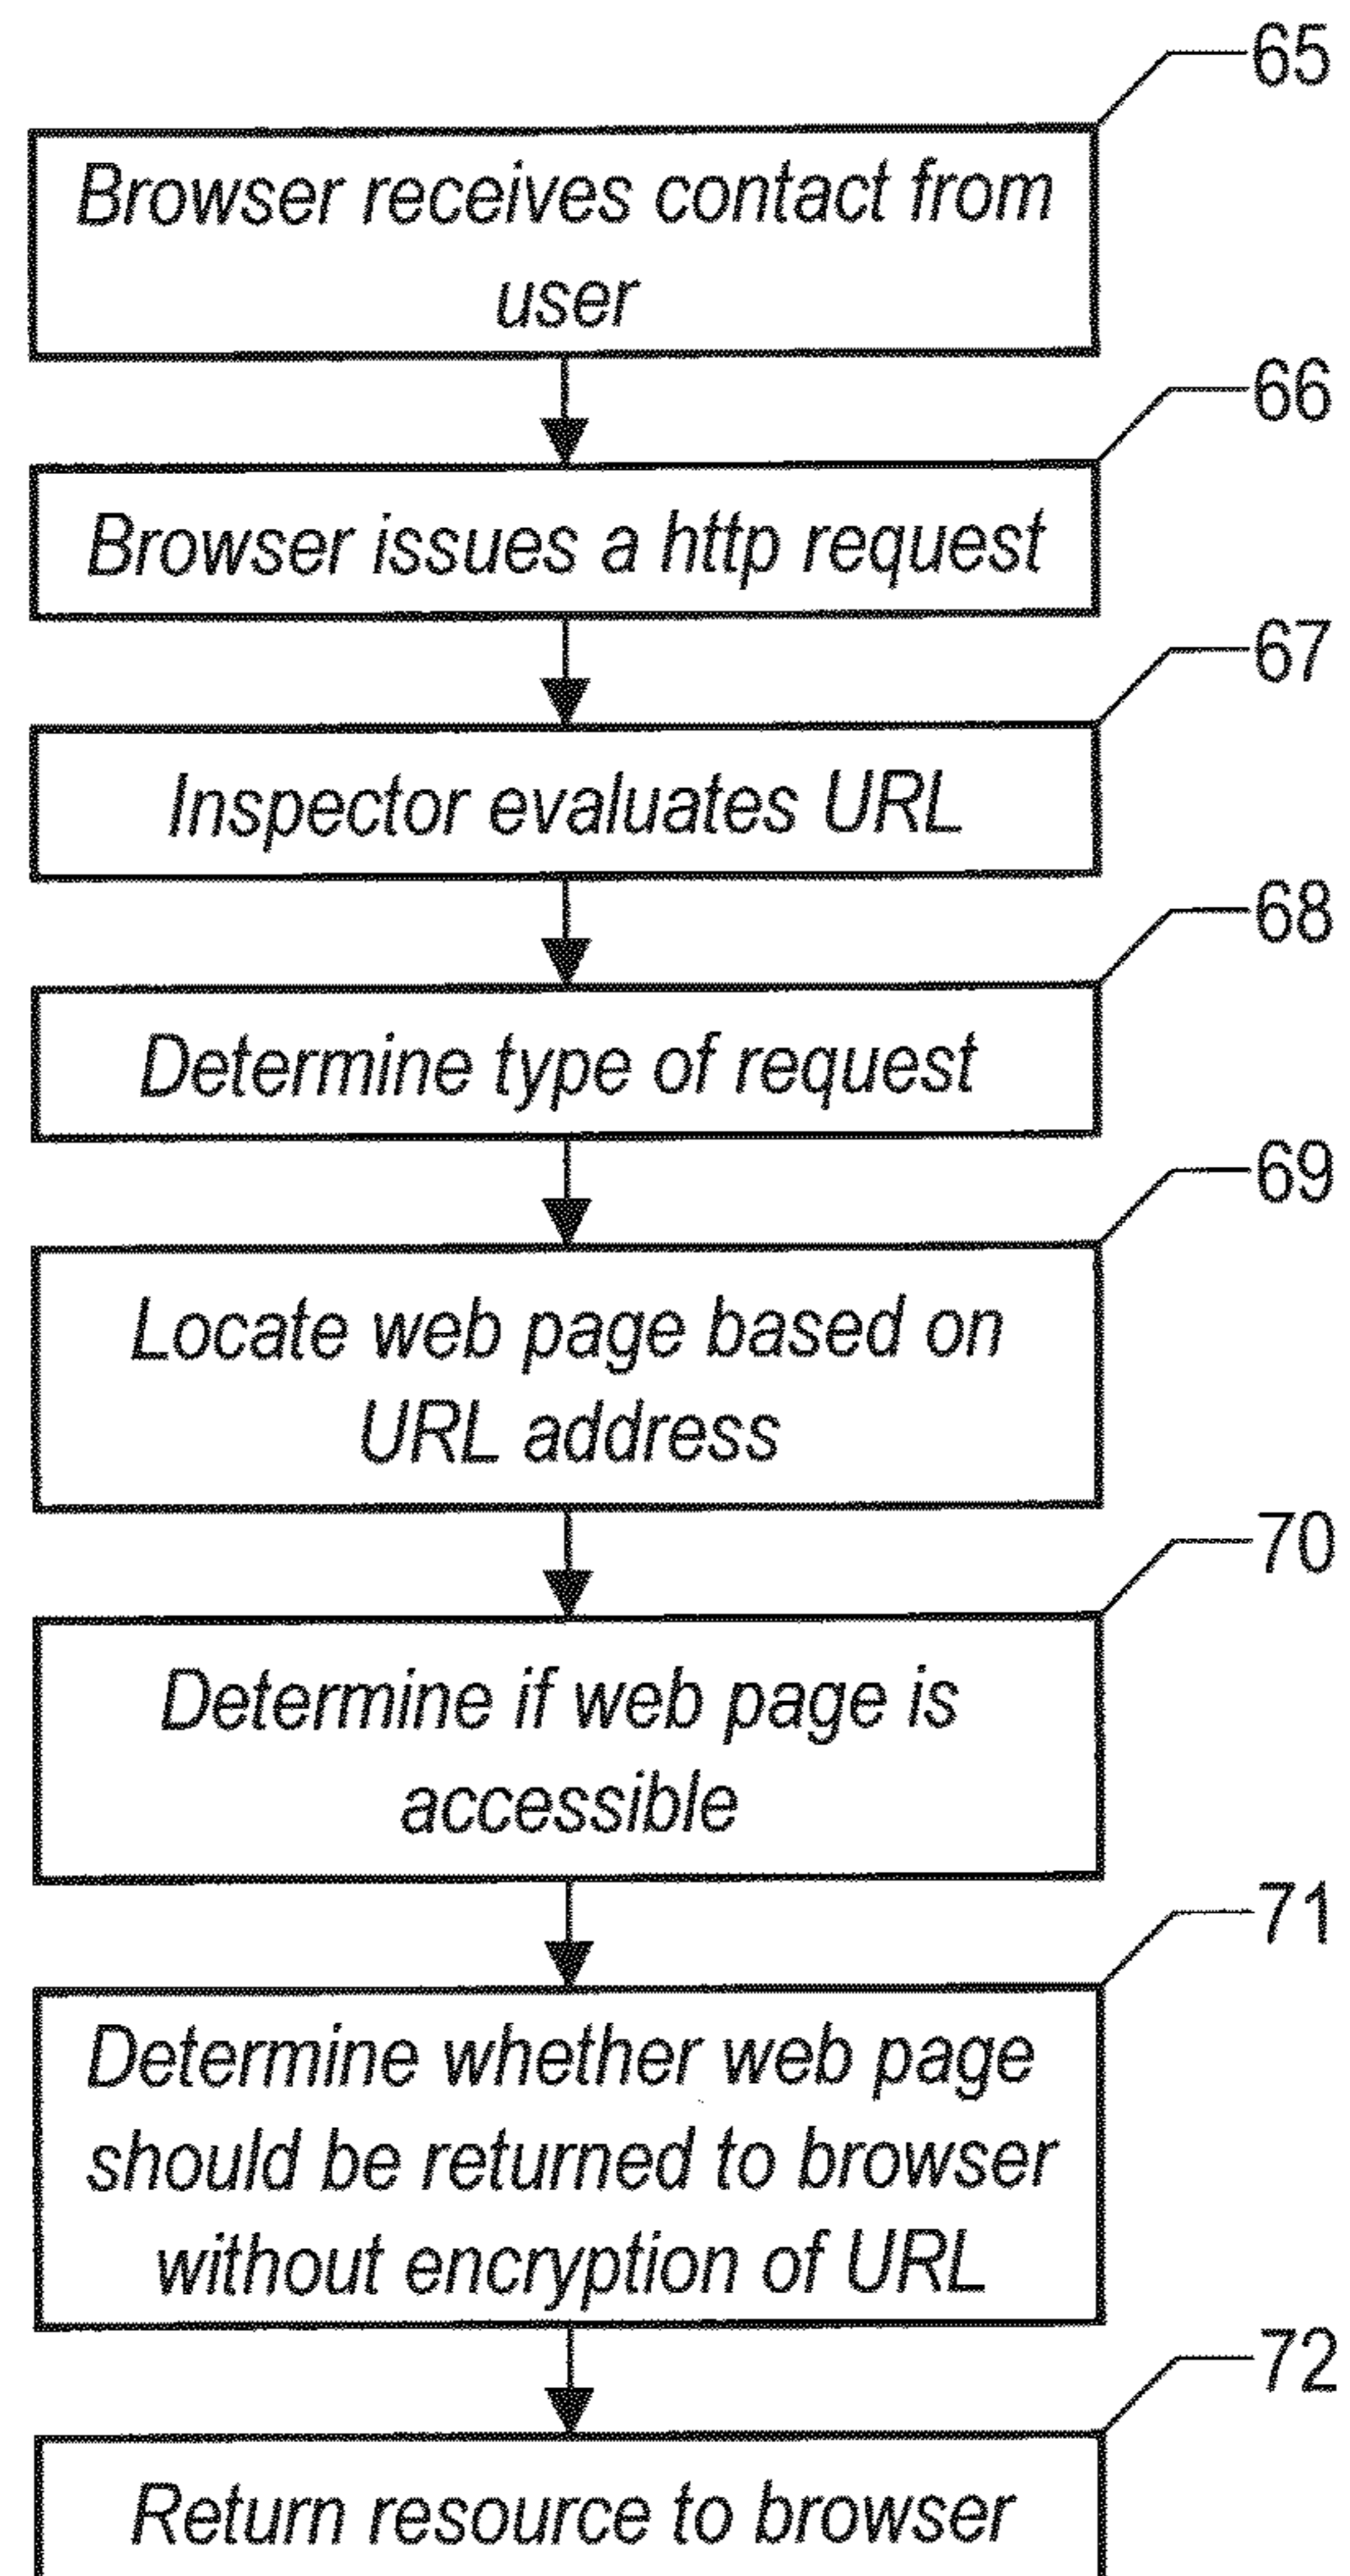 65
Browser receives contact from
user
66
Browser issues a http request
67
Inspector evaluates URL
68
Determine type of request
69
Locate web page based on
URL address
70
Determine if web page is
accessible
71
Determine whether web page
should be returned to browser
without encryption of URL
72
Return resource to browser